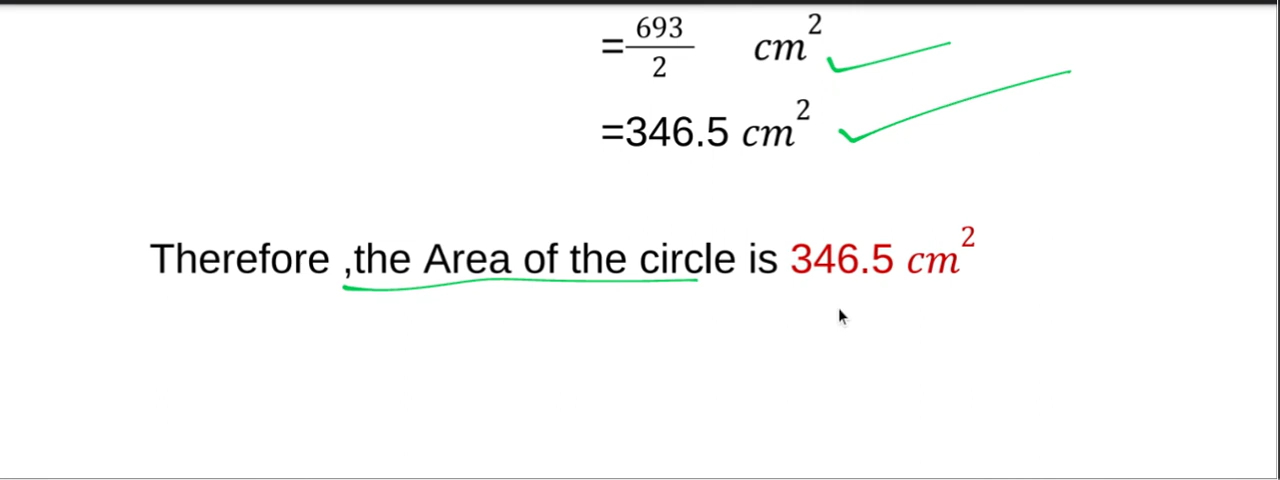 =693/2 cm²
=346.5 cm²
Therefore ,the Area of the circle is 346.5 cm²